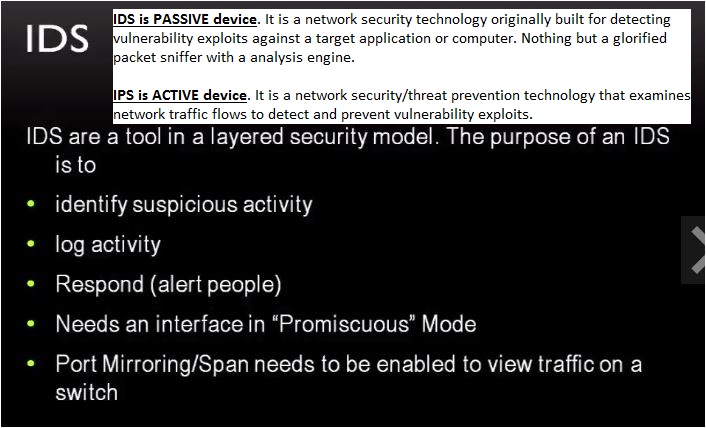 IDS
IDS is PASSIVE device. It is a network security technology originally built for detecting
vulnerability exploits against a target application or computer. Nothing but a glorified
packet sniffer with a analysis engine.
IPS is ACTIVE device. It is a network security/threat prevention technology that examines
network traffic flows to detect and prevent vulnerability exploits.
IDS are a tool in a layered security model. The purpose of an IDS
is to
• identify suspicious activity
• log activity
• Respond (alert people)
• Needs an interface in “Promiscuous” Mode
• Port Mirroring/Span needs to be enabled to view traffic on a
switch